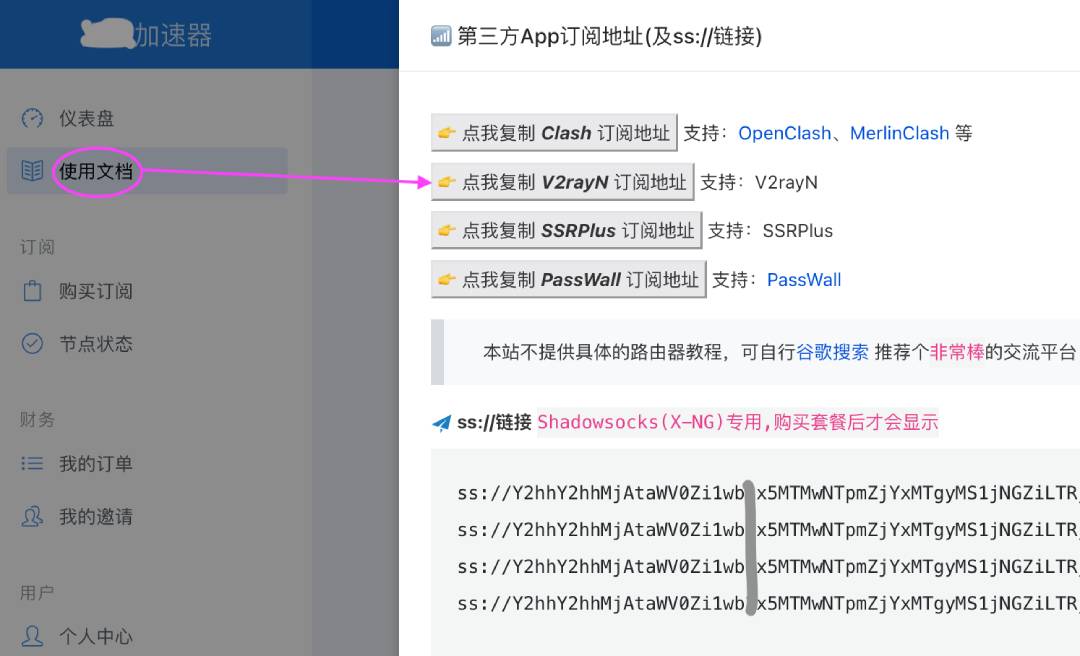 加速器
仪表盘
使用文档
订阅
购买订阅
节点状态
财务
我的订单
我的邀请
用户
个人中心
第三方App订阅地址(及ss://链接)
点我复制 Clash 订阅地址 支持：OpenClash、MerlinClash 等
点我复制 V2rayN 订阅地址 支持：V2rayN
点我复制 SSRPlus 订阅地址 支持：SSRPlus
点我复制 PassWall 订阅地址 支持：PassWall
本站不提供具体的路由器教程，可自行谷歌搜索 推荐个非常棒的交流平台
ss://链接 Shadowsocks(X-NG)专用,购买套餐后才会显示
ss://Y2hhY2hhMjAtaWV0Zi1wb x5MTMwNTpmZjYxMTgyMS1jNGZiLTR
ss://Y2hhY2hhMjAtaWV0Zi1wb x5MTMwNTpmZjYxMTgyMS1jNGZiLTR
ss://Y2hhY2hhMjAtaWV0Zi1wb x5MTMwNTpmZjYxMTgyMS1jNGZiLTR
ss://Y2hhY2hhMjAtaWV0Zi1wb x5MTMwNTpmZjYxMTgyMS1jNGZiLTR